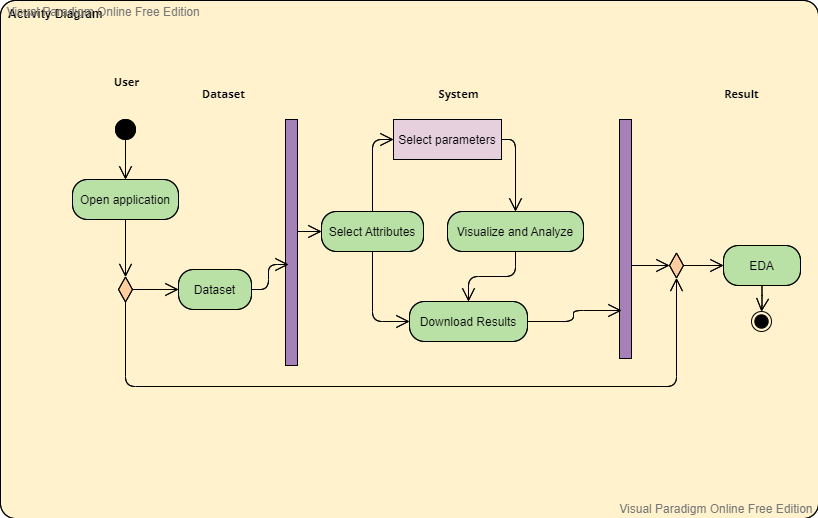 Activity Diagram
Visual Paradigm Online Free Edition
User
Dataset
System
Result
Select parameters
Open application
Select Attributes
Visualize and Analyze
EDA
Dataset
Download Results
Visual Paradigm Online Free Edition